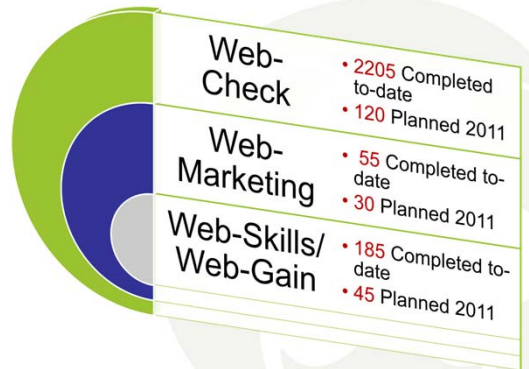 Web-
Check
• 2205 Completed
to-date
• 120 Planned 2011
Web-
Marketing
• 55 Completed to-
date
• 30 Planned 2011
Web-Skills/
Web-Gain
• 185 Completed to-
date
• 45 Planned 2011